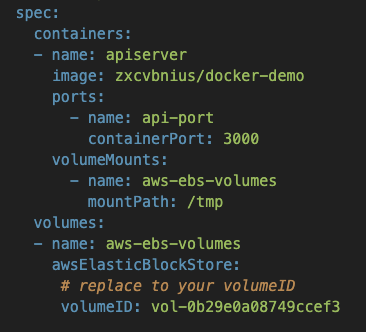 spec:
  containers:
  - name: apiserver
    image: zxcvbnius/docker-demo
    ports:
      - name: api-port
        containerPort: 3000
    volumeMounts:
      - name: aws-ebs-volumes
        mountPath: /tmp
  volumes:
  - name: aws-ebs-volumes
    awsElasticBlockStore:
     # replace to your volumeID
     volumeID: vol-0b29e0a08749ccef3